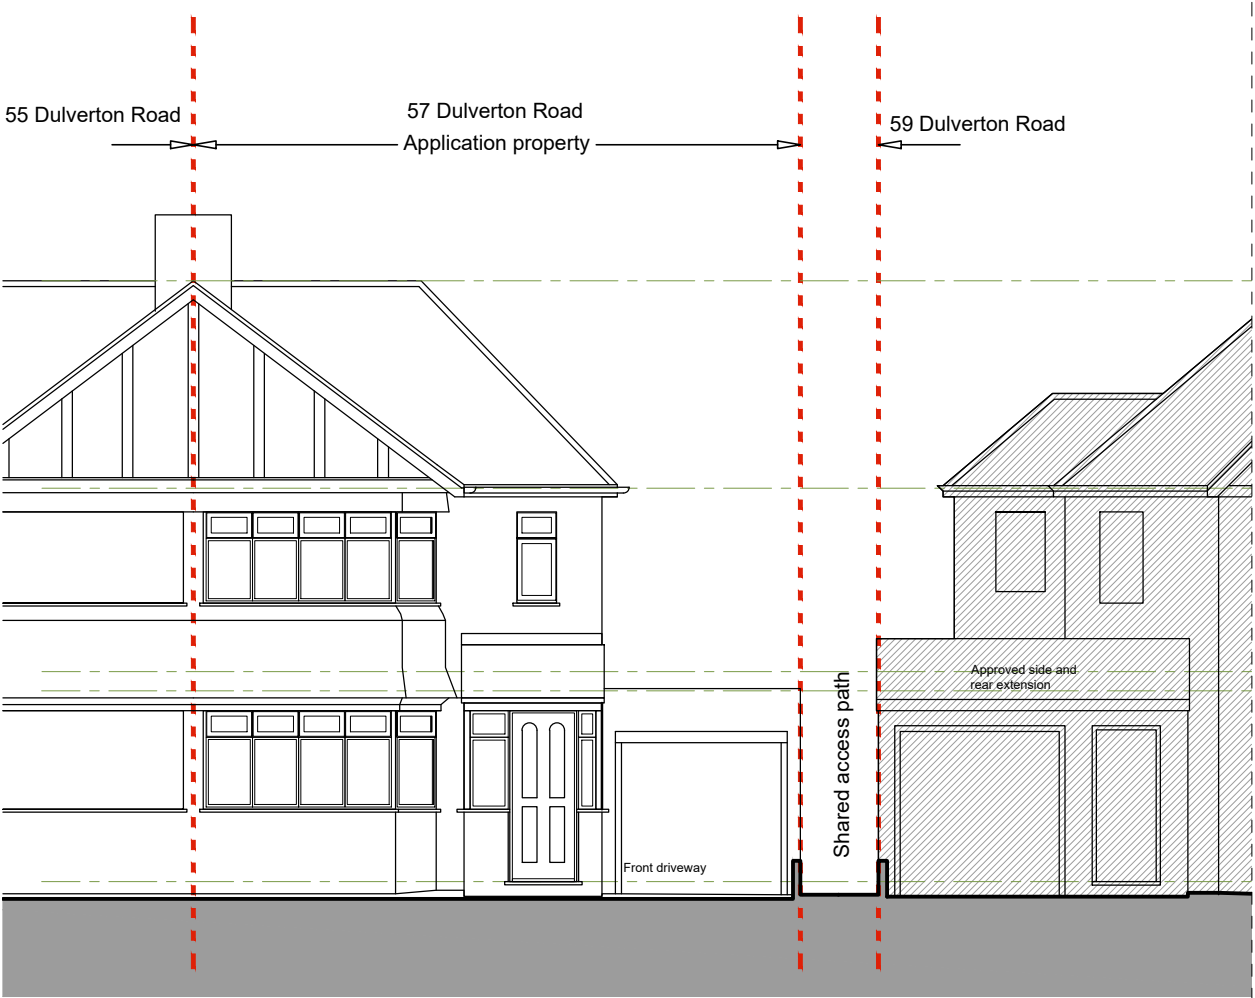 55 Dulverton Road
57 Dulverton Road
Application property
59 Dulverton Road
Approved side and
rear extension
Shared access path
Front driveway